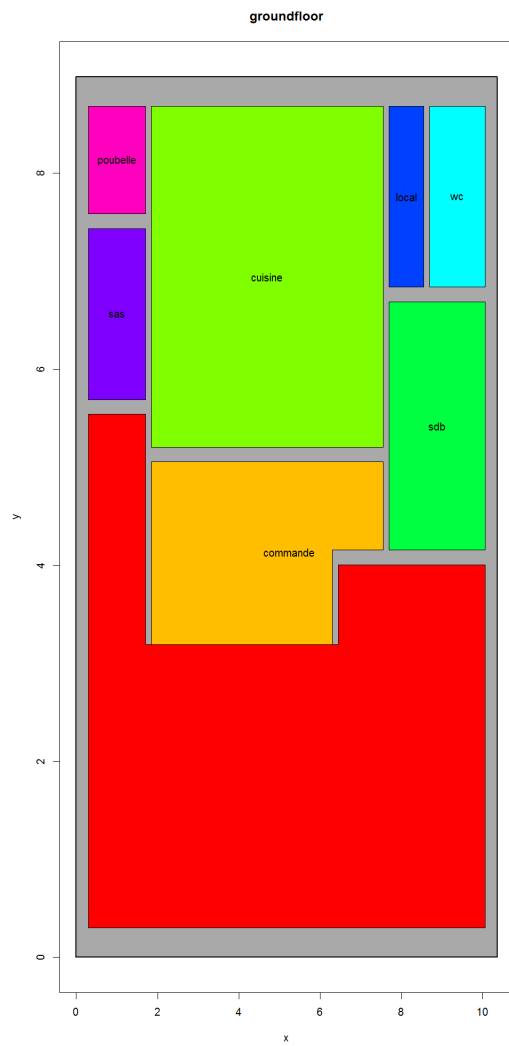 groundfloor
poubelle
local
wc
cuisine
sas
sdb
commande
y
8
6
4
2
0
0 2 4 6 8 10
x